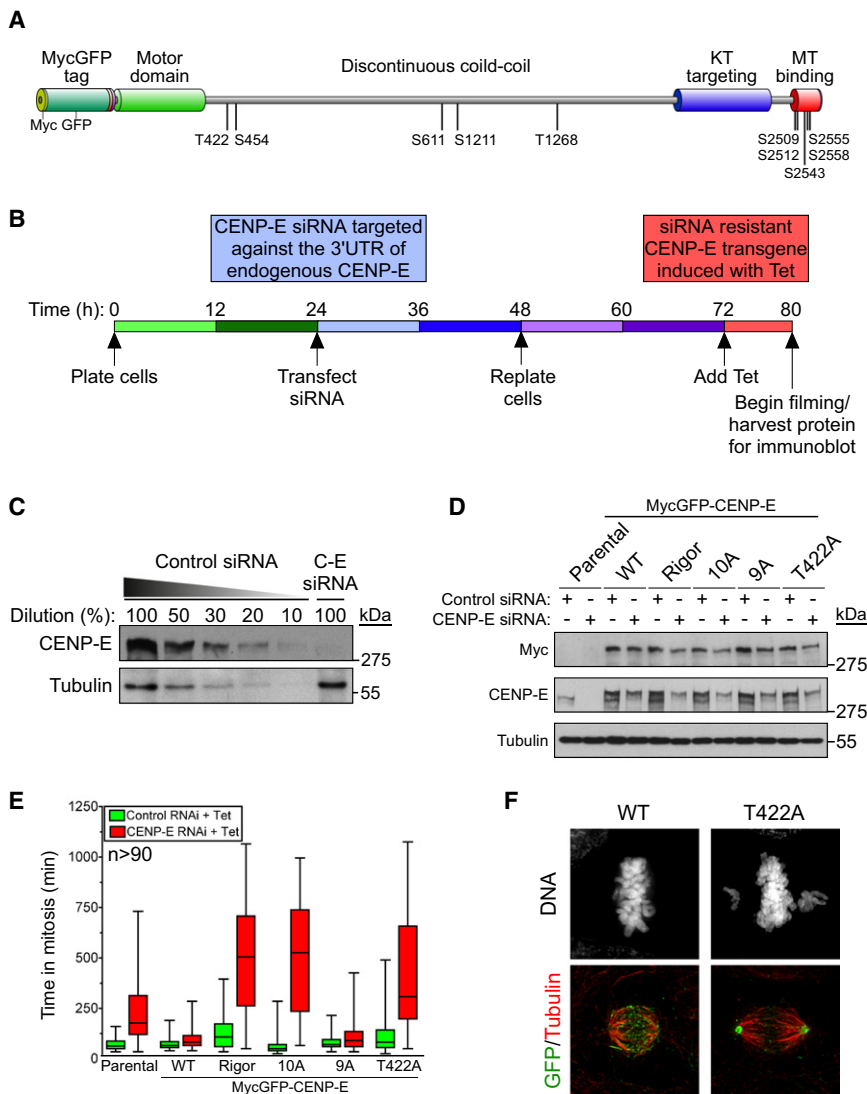 A
MycGFP tag
Motor domain
Discontinuous coild-coil
KT targeting
MT binding
Myc GFP
T422 S454
S611 S1211
T1268
S2509 S2555
S2512 S2558
S2543
B
CENP-E siRNA targeted
against the 3'UTR of
endogenous CENP-E
siRNA resistant
CENP-E transgene
induced with Tet
Time (h): 0 12 24 36 48 60 72 80
Plate cells
Transfect siRNA
Replate cells
Add Tet
Begin filming/
harvest protein
for immunoblot
C
Control siRNA
C-E siRNA
Dilution (%): 100 50 30 20 10 100 kDa
CENP-E
275
Tubulin
55
D
MycGFP-CENP-E
Parental WT Rigor 10A 9A T422A
Control siRNA: + + + + + +
CENP-E siRNA: + + + + + +
kDa
Myc
275
CENP-E
275
Tubulin
55
E
Time in mitosis (min)
1250
1000
750
500
250
0
Control RNAi + Tet
CENP-E RNAi + Tet
n>90
Parental WT Rigor 10A 9A T422A
MycGFP-CENP-E
F
WT T422A
DNA
GFP/Tubulin